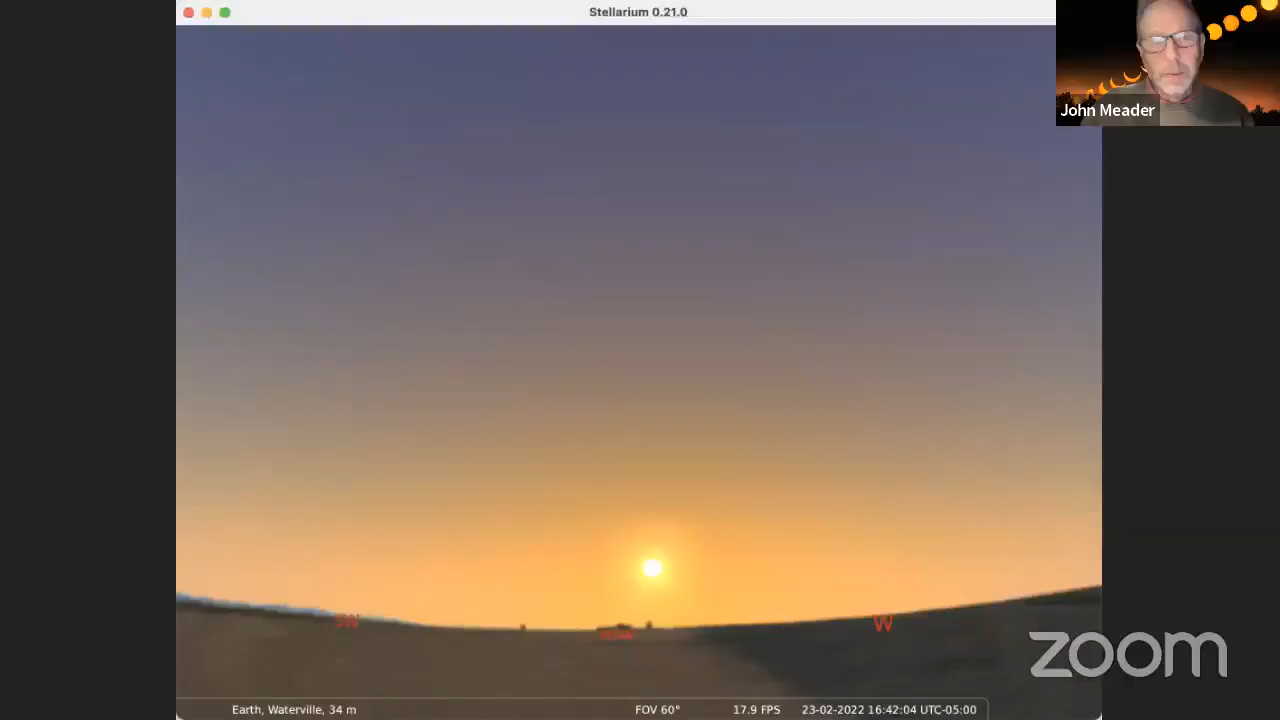 Stellarium 0.21.0
John Meader
SW
W
zoom
Earth, Waterville, 34 m
FOV 60°
17.9 FPS
23-02-2022 16:42:04 UTC-05:00